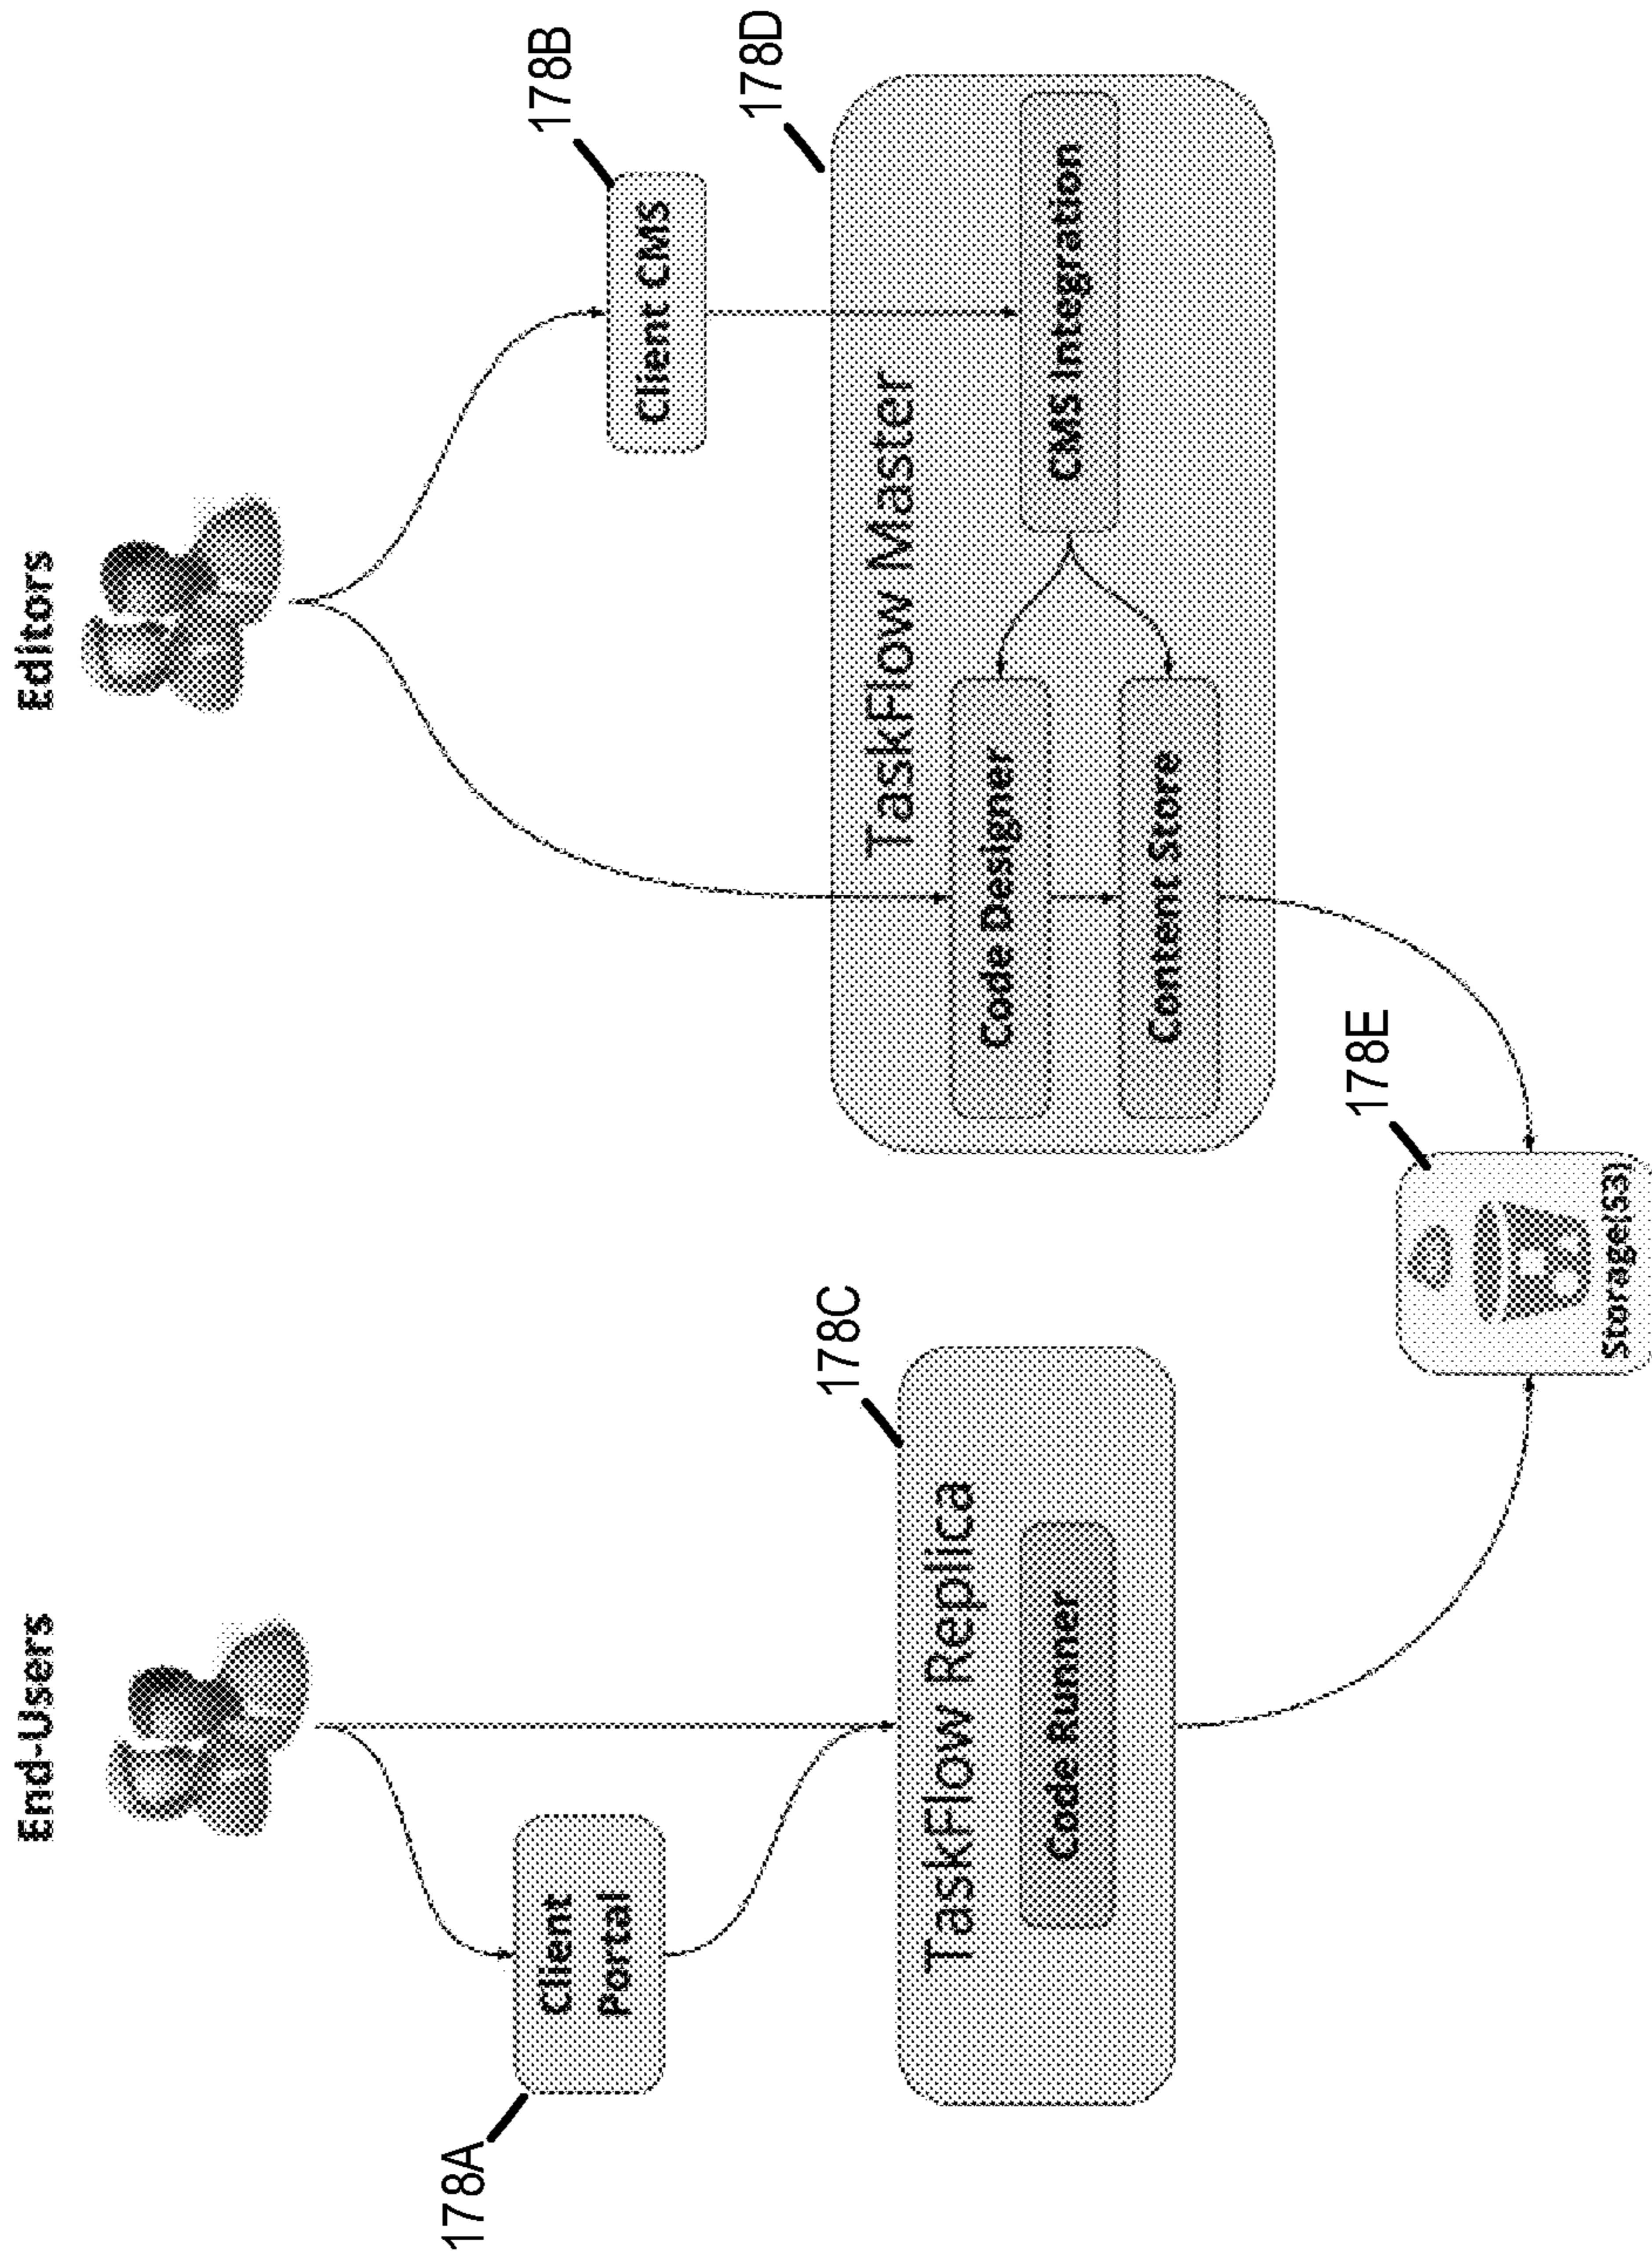 End-Users
Editors
178A
Client
Portal
178B
Client CMS
178C
TaskFlow Replica
Code Runner
178D
TaskFlow Master
Code Designer
Content Store
CMS Integration
178E
Storage(S3)